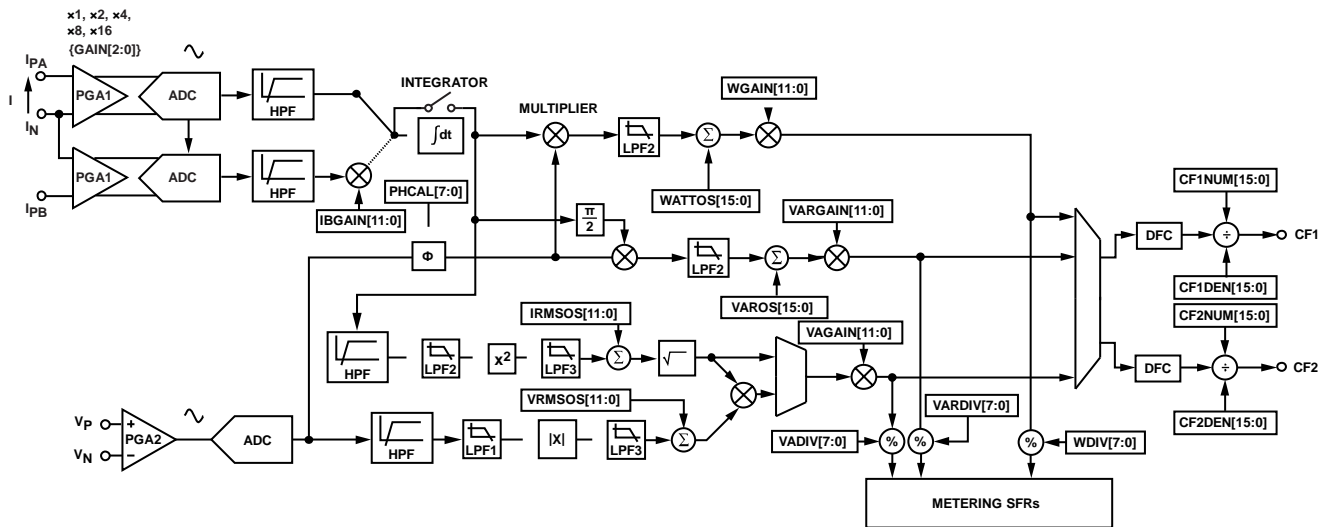 ×1, ×2, ×4,
×8, ×16
{GAIN[2:0]}
IPA
I
IN
IPB
PGA1
ADC
HPF
PGA1
ADC
HPF
IBGAIN[11:0]
INTEGRATOR
∫dt
MULTIPLIER
PHCAL[7:0]
Φ
π
2
LPF2
Σ
WATTOS[15:0]
WGAIN[11:0]
LPF2
Σ
VAROS[15:0]
VARGAIN[11:0]
HPF
LPF2
X2
LPF3
IRMSOS[11:0]
Σ
√
VAGAIN[11:0]
VP
VN
+
−
PGA2
ADC
HPF
LPF1
|X|
LPF3
VRMSOS[11:0]
Σ
VADIV[7:0]
%
VARDIV[7:0]
%
%
WDIV[7:0]
METERING SFRs
CF1NUM[15:0]
DFC
÷
CF1
CF1DEN[15:0]
CF2NUM[15:0]
DFC
÷
CF2
CF2DEN[15:0]